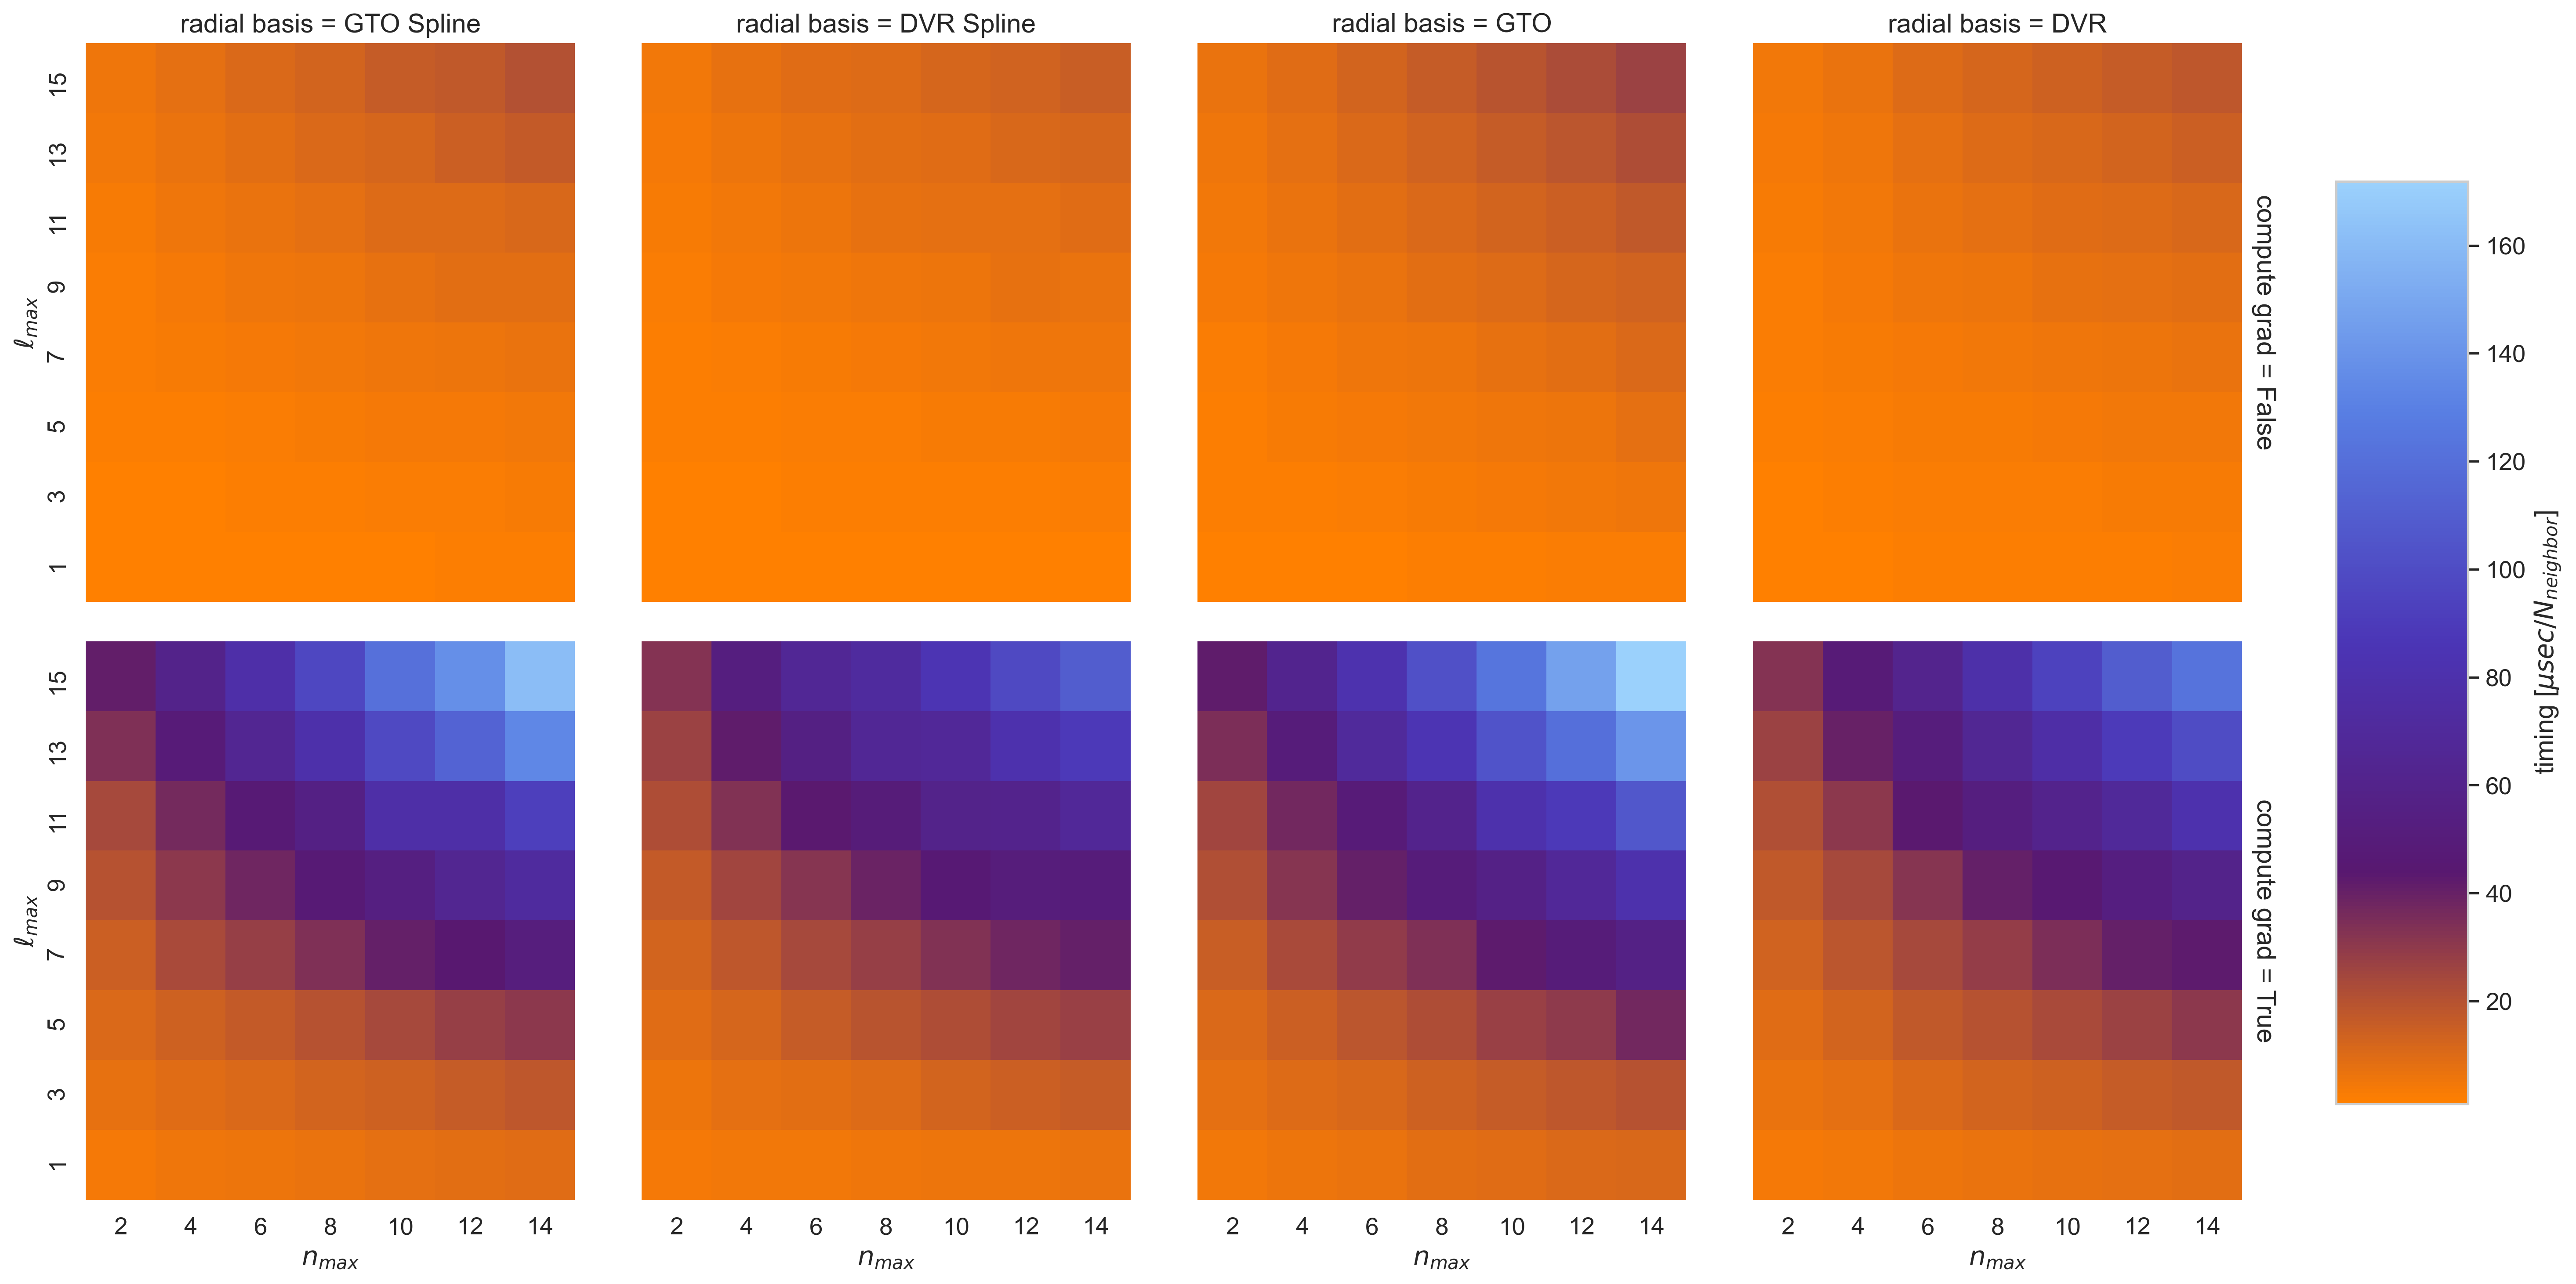 radial basis = GTO Spline
radial basis = DVR Spline
radial basis = GTO
radial basis = DVR
15
13
11
9
7
5
3
1
ℓmax
compute grad = False
15
13
11
9
7
5
3
1
ℓmax
compute grad = True
2 4 6 8 10 12 14
2 4 6 8 10 12 14
2 4 6 8 10 12 14
2 4 6 8 10 12 14
nmax
nmax
nmax
nmax
160
140
120
100
80
60
40
20
timing [μsec/Nneighbor]